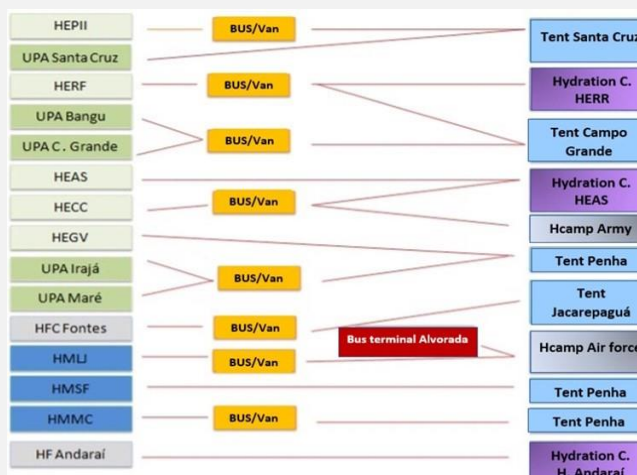 HEPII
BUS/Van
Tent Santa Cruz
UPA Santa Cruz
HERF
BUS/Van
Hydration C.
HERR
UPA Bangu
UPA C. Grande
BUS/Van
Tent Campo
Grande
HEAS
Hydration C.
HEAS
HECC
BUS/Van
Hcamp Army
HEGV
Tent Penha
UPA Irajá
BUS/Van
UPA Maré
Tent
Jacarepaguá
HFC Fontes
BUS/Van
Bus terminal Alvorada
Hcamp Air force
HMLJ
BUS/Van
HMSF
Tent Penha
HMMC
BUS/Van
Tent Penha
HF Andaraí
Hydration C.
H. Andaraí